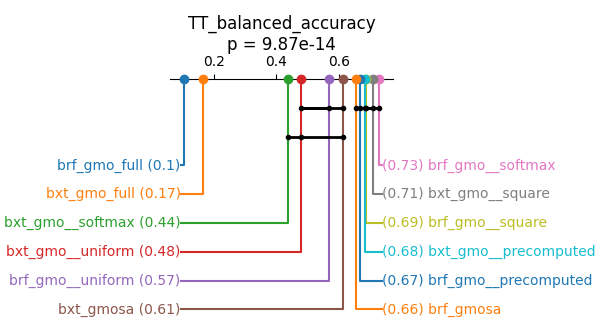 TT_balanced_accuracy
p = 9.87e-14
0.2 0.4 0.6
brf_gmo_full (0.1) (0.73) brf_gmo__softmax
bxt_gmo_full (0.17) (0.71) bxt_gmo__square
bxt_gmo__softmax (0.44) (0.69) brf_gmo__square
bxt_gmo__uniform (0.48) (0.68) bxt_gmo__precomputed
brf_gmo__uniform (0.57) (0.67) brf_gmo__precomputed
bxt_gmosa (0.61) (0.66) brf_gmosa